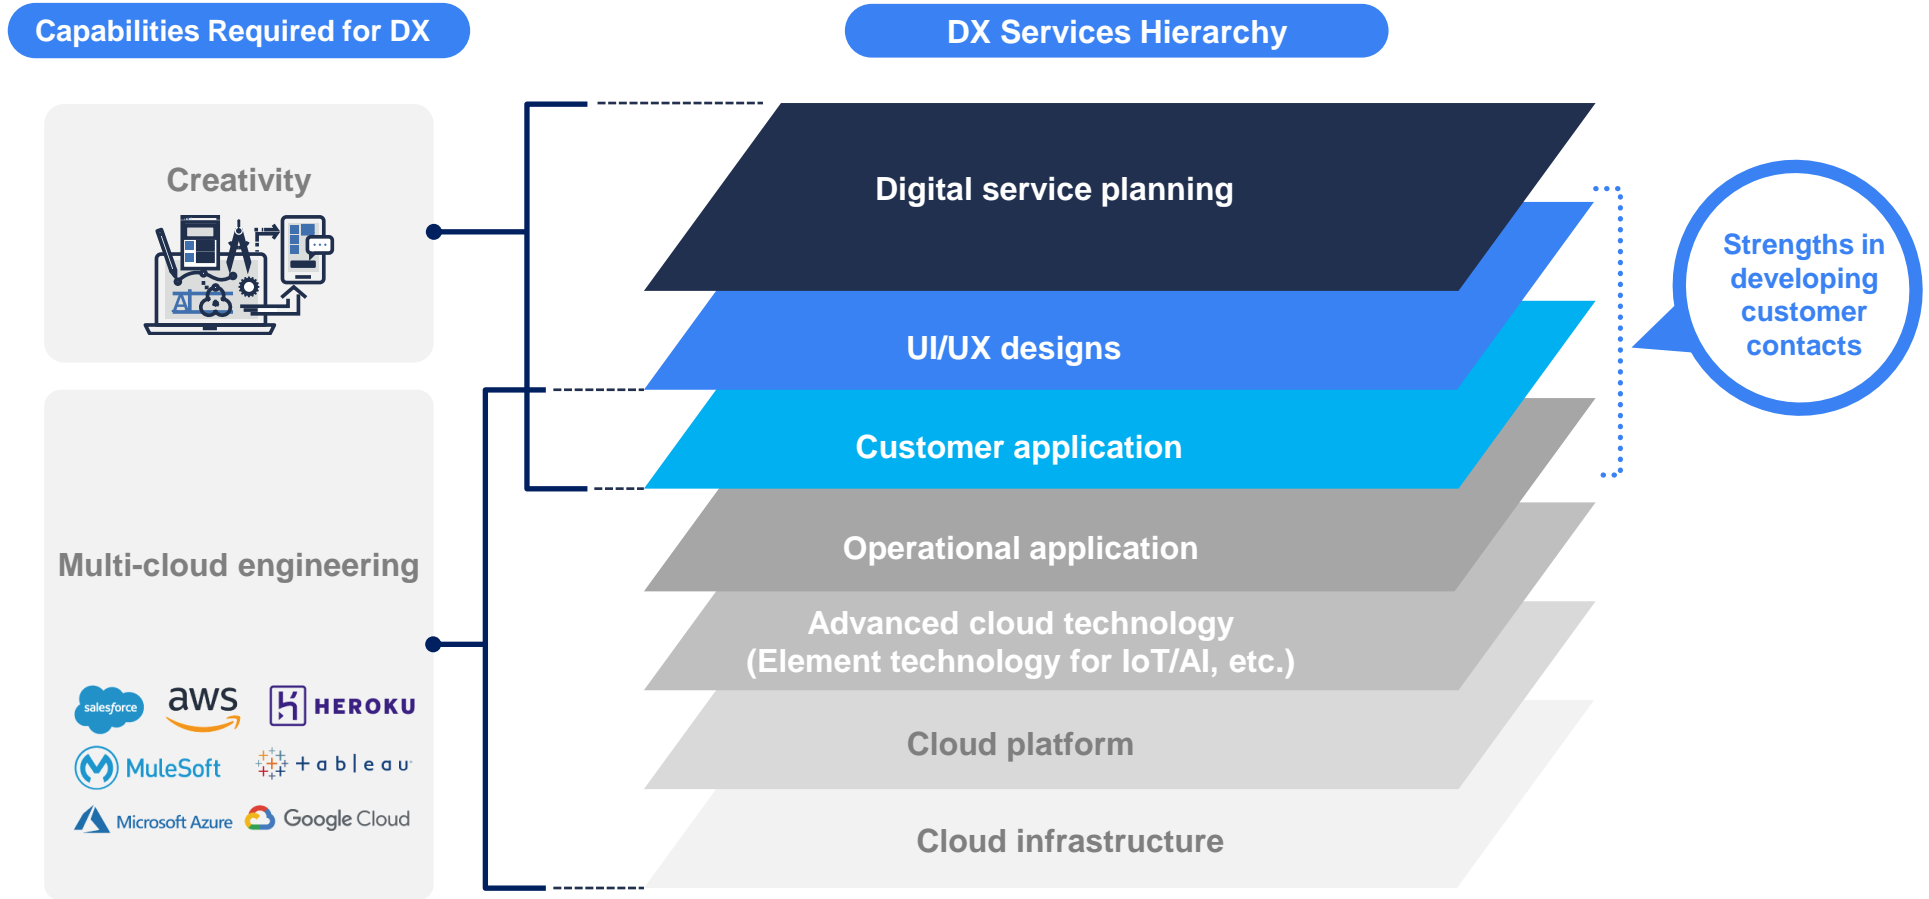 Capabilities Required for DX
DX Services Hierarchy
Creativity
AI
Multi-cloud engineering
salesforce
aws
HEROKU
MuleSoft
+ableau
Microsoft Azure
Google Cloud
Digital service planning
UI/UX designs
Customer application
Operational application
Advanced cloud technology
(Element technology for IoT/AI, etc.)
Cloud platform
Cloud infrastructure
Strengths in
developing
customer
contacts